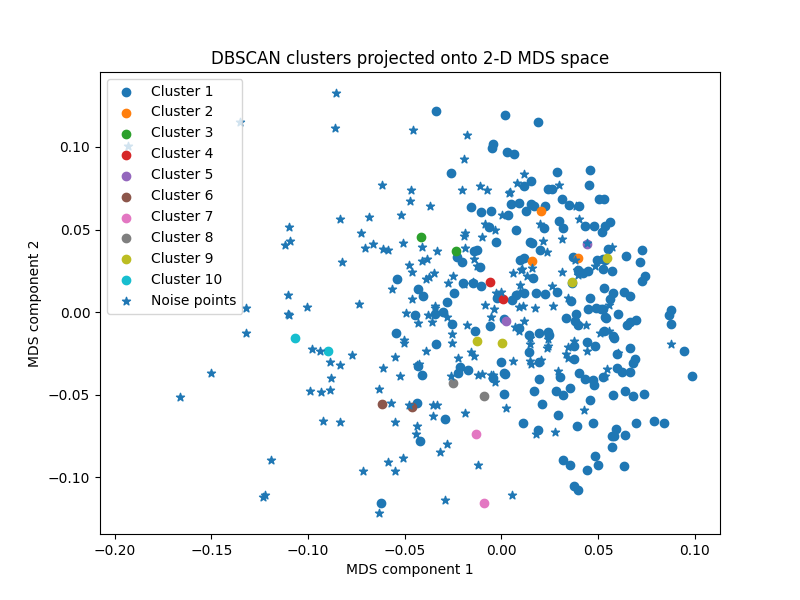 DBSCAN clusters projected onto 2-D MDS space
Cluster 1
Cluster 2
Cluster 3
Cluster 4
Cluster 5
Cluster 6
Cluster 7
Cluster 8
Cluster 9
Cluster 10
Noise points
MDS component 2
0.10
0.05
0.00
−0.05
−0.10
−0.20
−0.15
−0.10
−0.05
0.00
0.05
0.10
MDS component 1